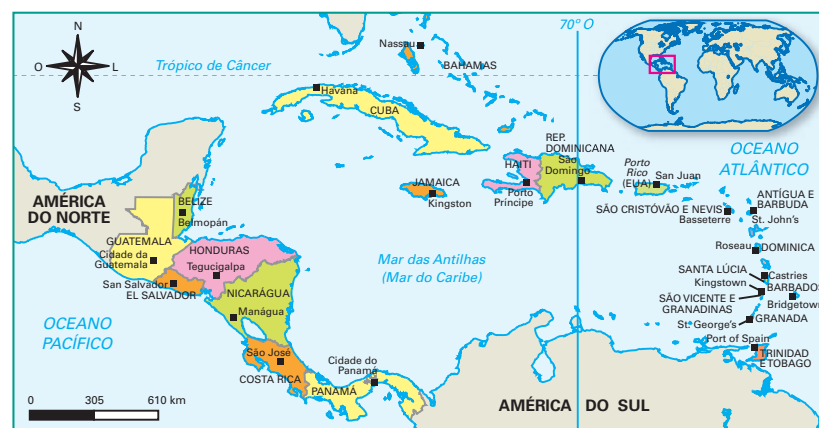 N
O
L
S
70° O
Trópico de Câncer
Nassau
BAHAMAS
Havana
CUBA
OCEANO
ATLÂNTICO
REP.
DOMINICANA
HAITI
São
Domingo
Porto
Príncipe
Porto
Rico
(EUA)
San Juan
JAMAICA
Kingston
AMÉRICA
DO NORTE
BELIZE
Belmopán
GUATEMALA
Cidade da
Guatemala
HONDURAS
Tegucigalpa
San Salvador
EL SALVADOR
NICARÁGUA
Manágua
Mar das Antilhas
(Mar do Caribe)
ANTÍGUA E
BARBUDA
SÃO CRISTÓVÃO E NEVIS
Basseterre
St. John's
Roseau
DOMINICA
SANTA LÚCIA
Castries
Kingstown
BARBADOS
SÃO VICENTE E
GRANADINAS
Bridgetown
St. George's
GRANADA
Port of Spain
TRINIDAD
E TOBAGO
OCEANO
PACÍFICO
São José
COSTA RICA
Cidade do
Panamá
PANAMÁ
AMÉRICA DO SUL
0 305 610 km